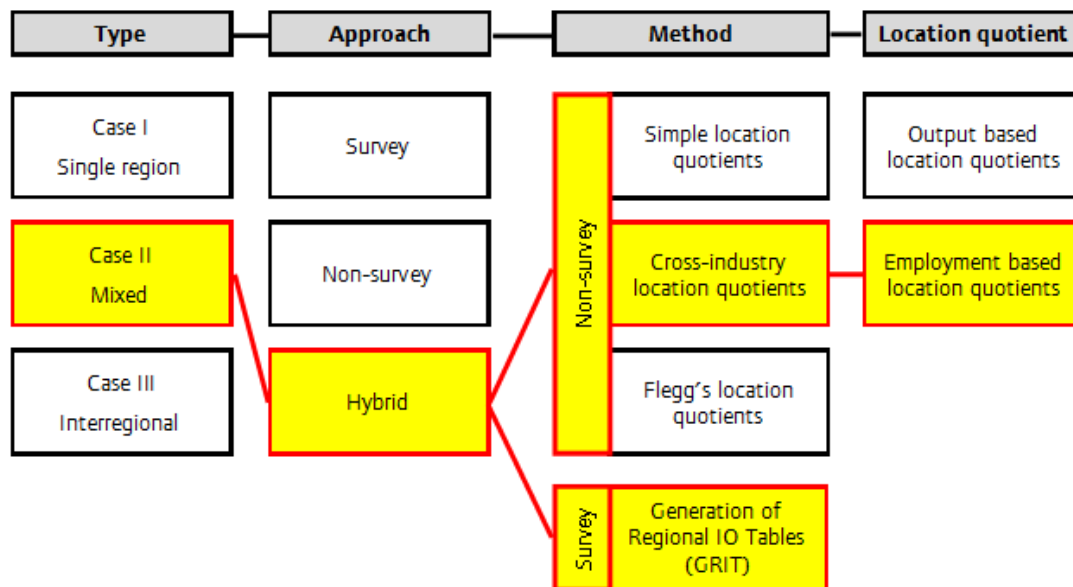 Type
Approach
Method
Location quotient
Case I
Single region
Survey
Simple location
quotients
Output based
location quotients
Case II
Mixed
Non-survey
Non-survey
Cross-industry
location quotients
Employment based
location quotients
Case III
Interregional
Hybrid
Flegg's location
quotients
Survey
Generation of
Regional IO Tables
(GRIT)